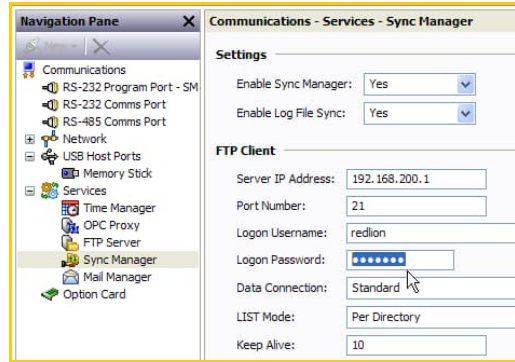 Navigation Pane X
New
Communications
RS-232 Program Port - SM
RS-232 Comms Port
RS-485 Comms Port
Network
USB Host Ports
Memory Stick
Services
Time Manager
OPC Proxy
FTP Server
Sync Manager
Mail Manager
Option Card
Communications - Services - Sync Manager
Settings
Enable Sync Manager: Yes
Enable Log File Sync: Yes
FTP Client
Server IP Address: 192.168.200.1
Port Number: 21
Logon Username: redlion
Logon Password: •••••••
Data Connection: Standard
LIST Mode: Per Directory
Keep Alive: 10